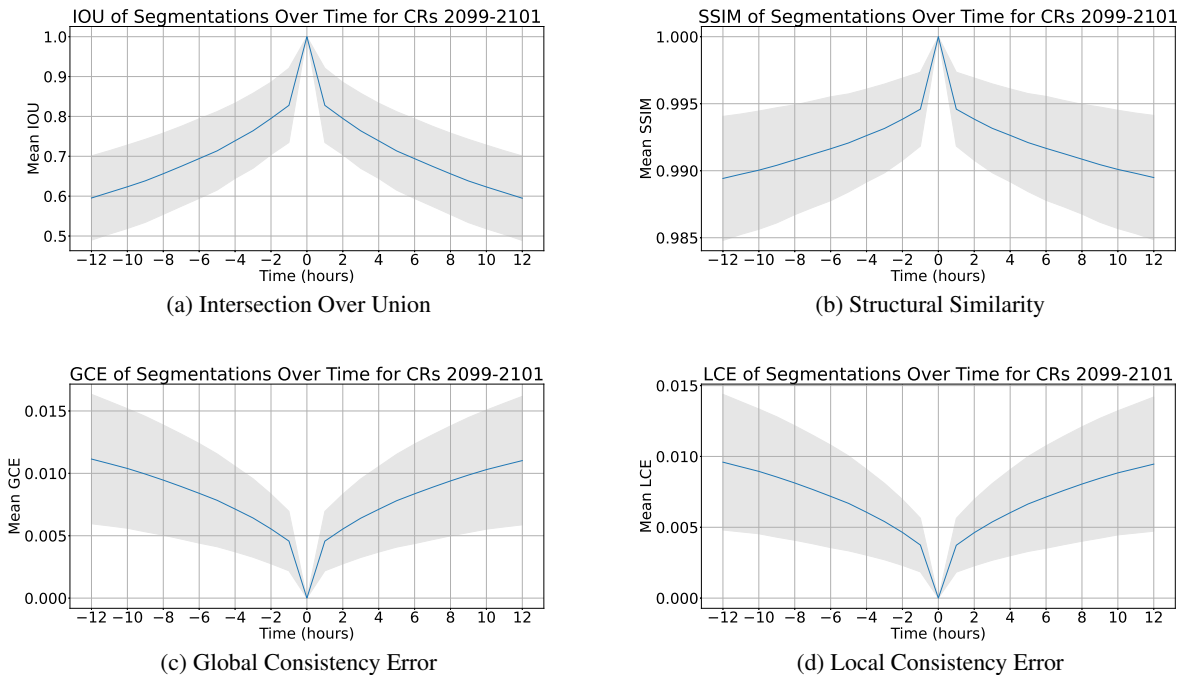 IOU of Segmentations Over Time for CRs 2099-2101
1.0
0.9
0.8
0.7
0.6
0.5
Mean IOU
−12 −10 −8 −6 −4 −2 0 2 4 6 8 10 12
Time (hours)
(a) Intersection Over Union
SSIM of Segmentations Over Time for CRs 2099-2101
1.000
0.995
0.990
0.985
Mean SSIM
−12 −10 −8 −6 −4 −2 0 2 4 6 8 10 12
Time (hours)
(b) Structural Similarity
GCE of Segmentations Over Time for CRs 2099-2101
0.015
0.010
0.005
0.000
Mean GCE
−12 −10 −8 −6 −4 −2 0 2 4 6 8 10 12
Time (hours)
(c) Global Consistency Error
LCE of Segmentations Over Time for CRs 2099-2101
0.015
0.010
0.005
0.000
Mean LCE
−12 −10 −8 −6 −4 −2 0 2 4 6 8 10 12
Time (hours)
(d) Local Consistency Error